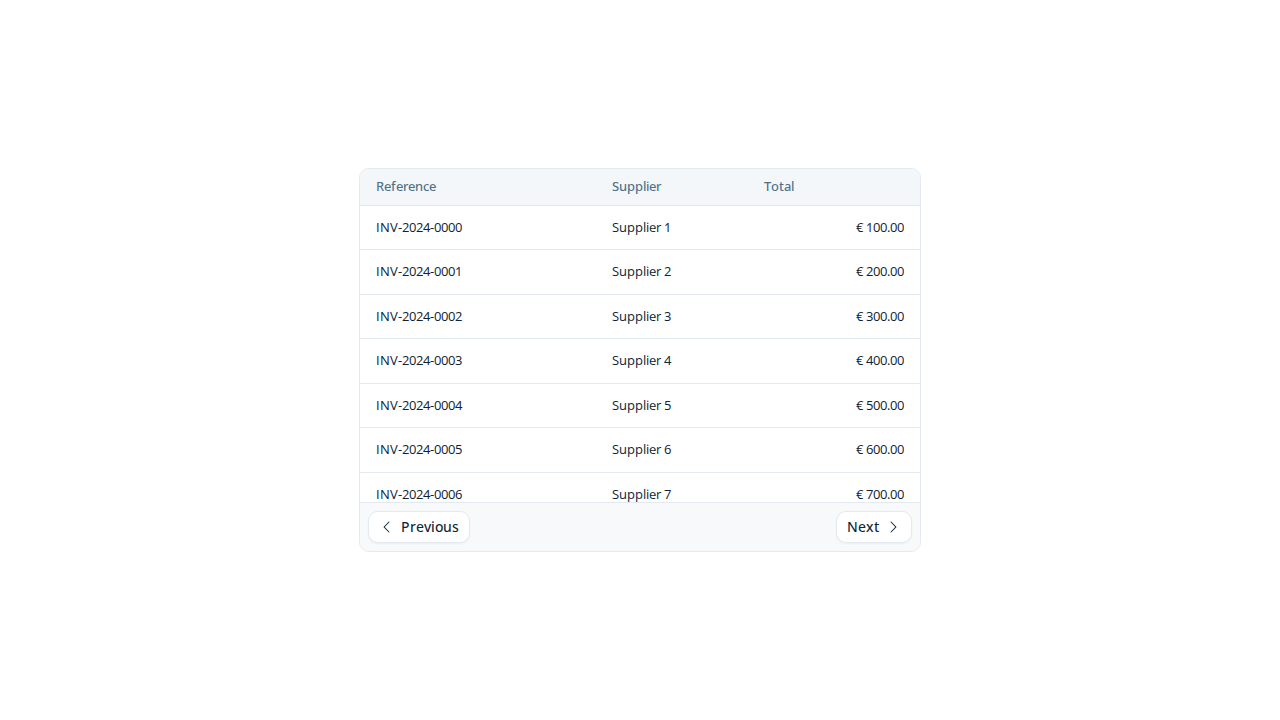 Reference Supplier Total
INV-2024-0000 Supplier 1 € 100.00
INV-2024-0001 Supplier 2 € 200.00
INV-2024-0002 Supplier 3 € 300.00
INV-2024-0003 Supplier 4 € 400.00
INV-2024-0004 Supplier 5 € 500.00
INV-2024-0005 Supplier 6 € 600.00
INV-2024-0006 Supplier 7 € 700.00
Previous Next